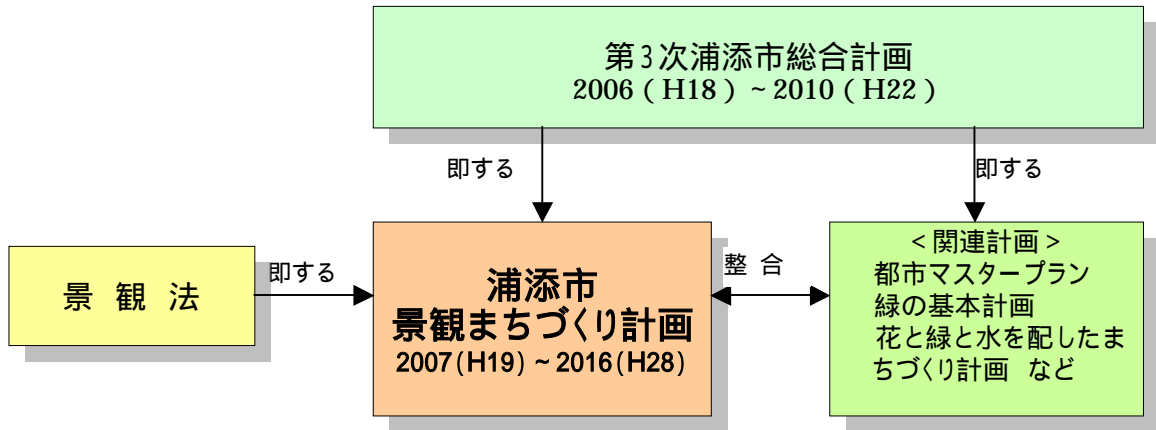 第3次浦添市総合計画
2006（H18）~2010（H22）
即する
即する
景 観 法
即する
浦添市
景観まちづくり計画
2007(H19)~2016(H28)
整 合
<関連計画>
都市マスタープラン
緑の基本計画
花と緑と水を配したま
ちづくり計画 など